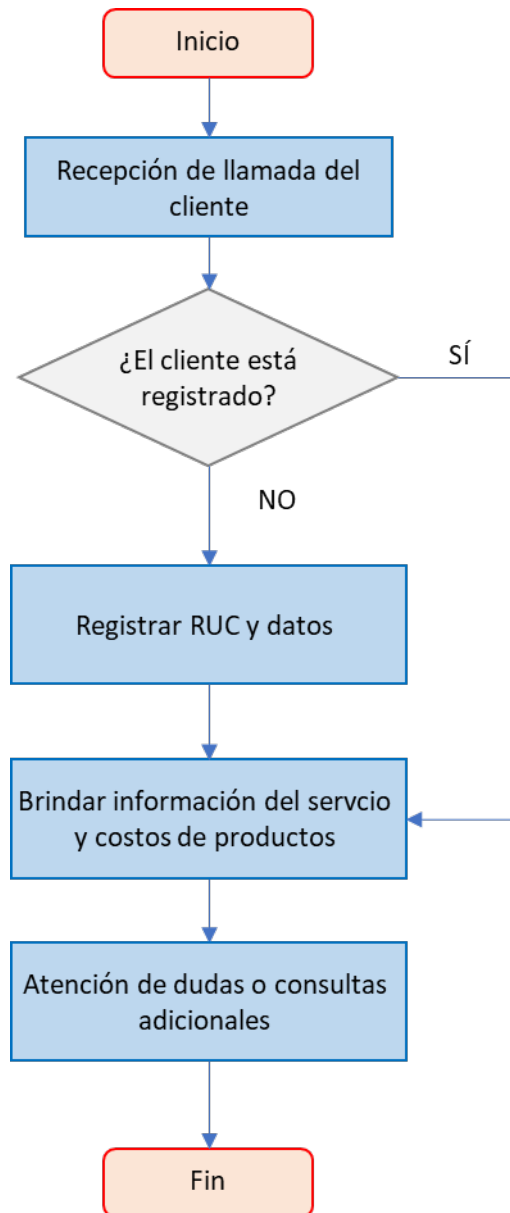 Inicio
Recepción de llamada del
cliente
¿El cliente está
registrado?
SÍ
NO
Registrar RUC y datos
Brindar información del servcio
y costos de productos
Atención de dudas o consultas
adicionales
Fin